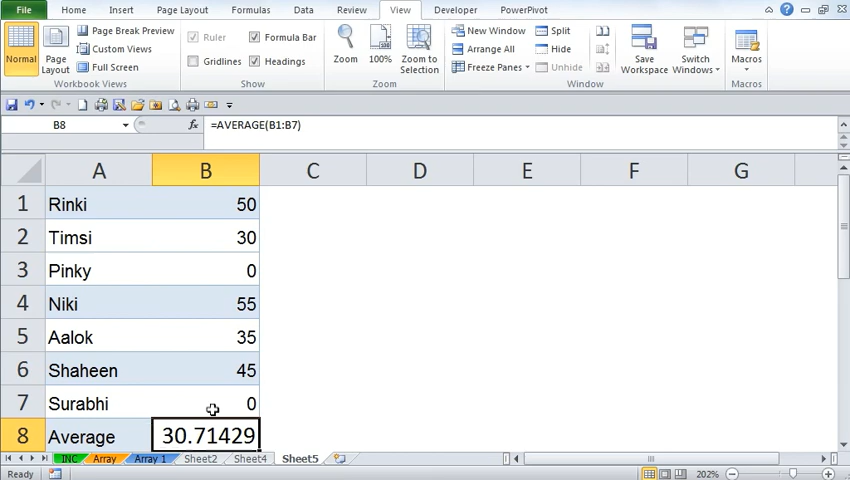 File Home Insert Page Layout Formulas Data Review View Developer PowerPivot
Normal
Page Layout
Page Break Preview
Custom Views
Full Screen
Workbook Views
Ruler
Formula Bar
Gridlines
Headings
Show
Zoom
100%
Zoom to Selection
Zoom
New Window
Arrange All
Freeze Panes
Split
Hide
Unhide
Save Workspace
Switch Windows
Window
Macros
Macros
B8 fx =AVERAGE(B1:B7)
A B C D E F G
1 Rinki 50
2 Timsi 30
3 Pinky 0
4 Niki 55
5 Aalok 35
6 Shaheen 45
7 Surabhi 0
8 Average 30.71429
INC Array Array 1 Sheet2 Sheet4 Sheet5
Ready 202%